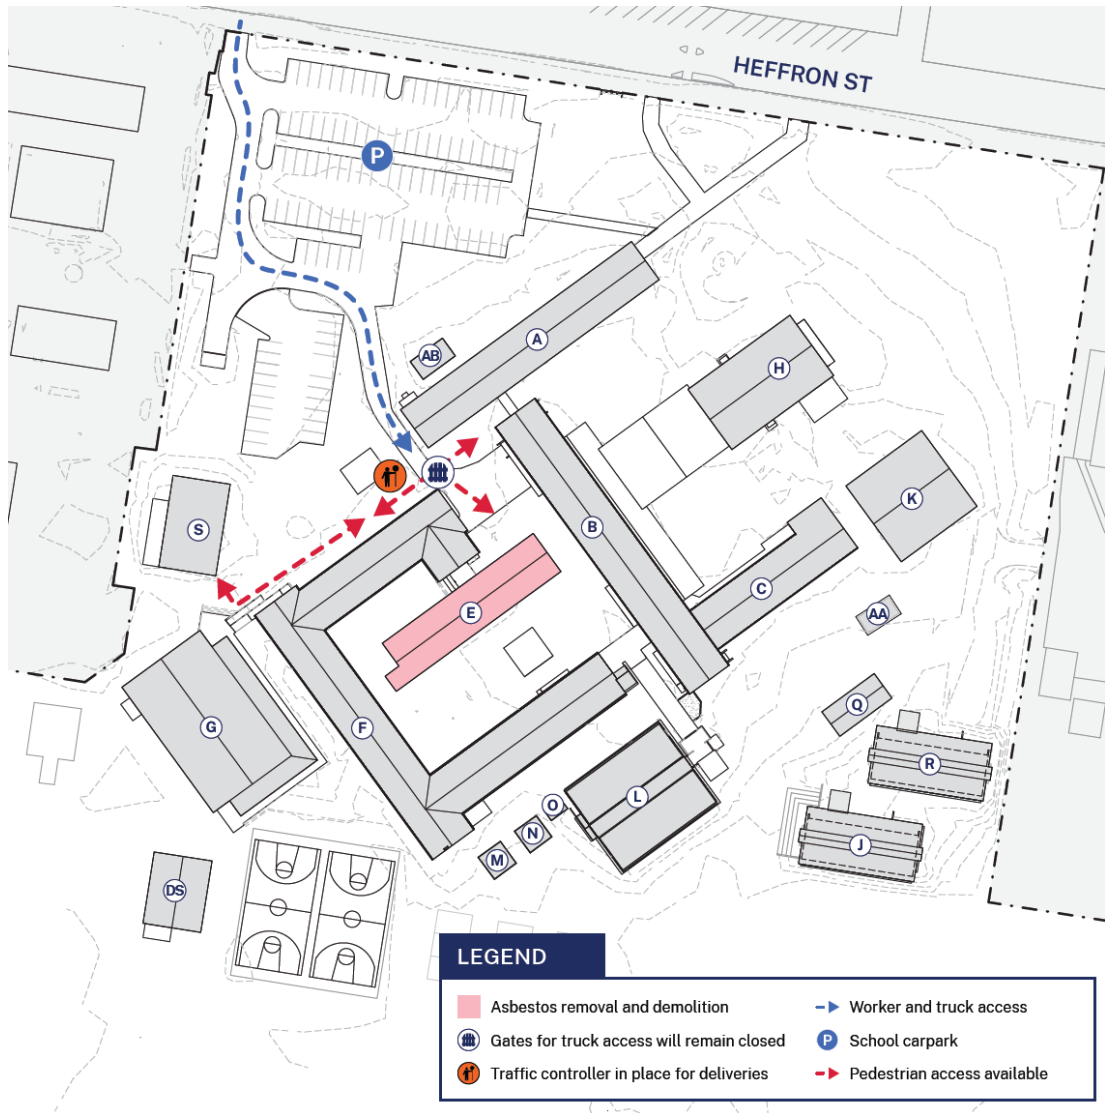 HEFFRON ST
P
A
AB
H
K
S
B
C
E
AA
G
F
Q
R
L
O
N
M
J
DS
LEGEND
Asbestos removal and demolition
Gates for truck access will remain closed
Traffic controller in place for deliveries
Worker and truck access
P School carpark
Pedestrian access available